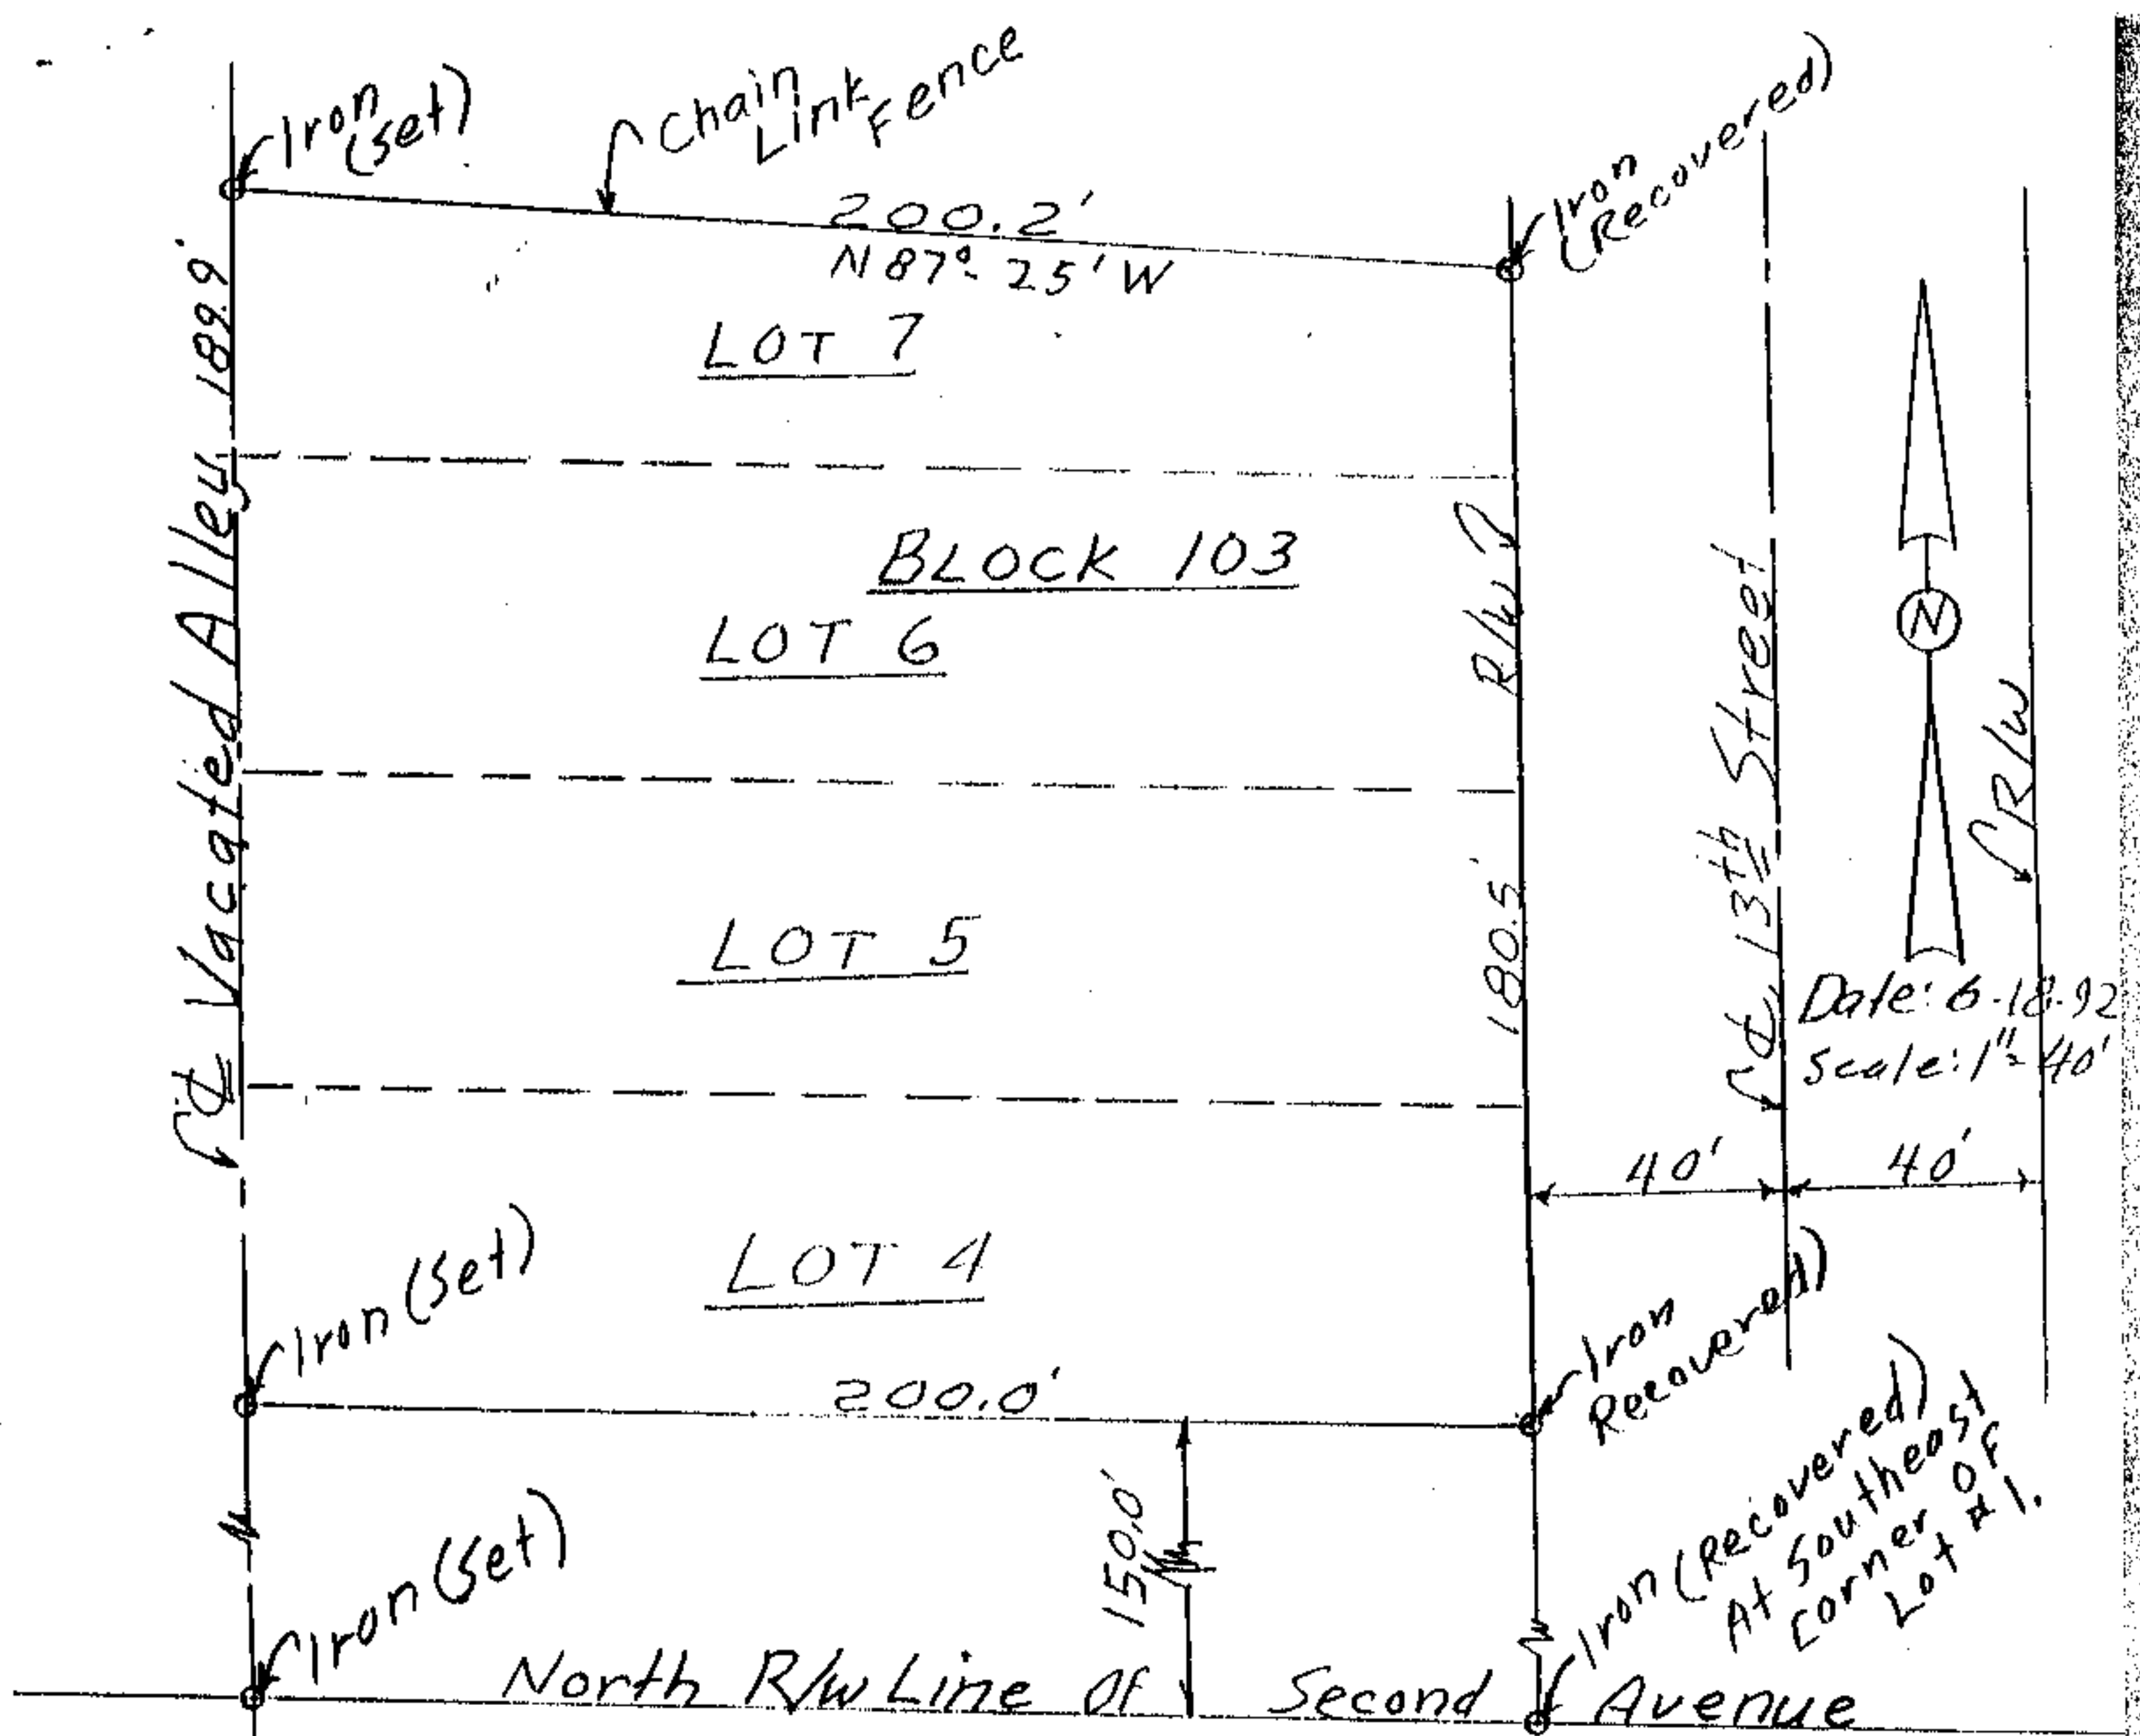 Iron
(Set)
Chain
Link
Fence
Iron
(Recovered)
200.2'
N 87°- 25' W
189.9'
LOT 7
BLOCK 103
R/W
LOT 6
℄ Vacated Alley
℄ 13th Street
N
R/W
LOT 5
180.5'
Date: 6-18-92
Scale: 1"= 40'
40'
40'
LOT 4
Iron (Set)
Iron
Recovered)
200.0'
150.0'
Iron (Set)
Iron (Recovered)
At Southeast
Corner Of
Lot #1.
North R/W Line Of Second Avenue